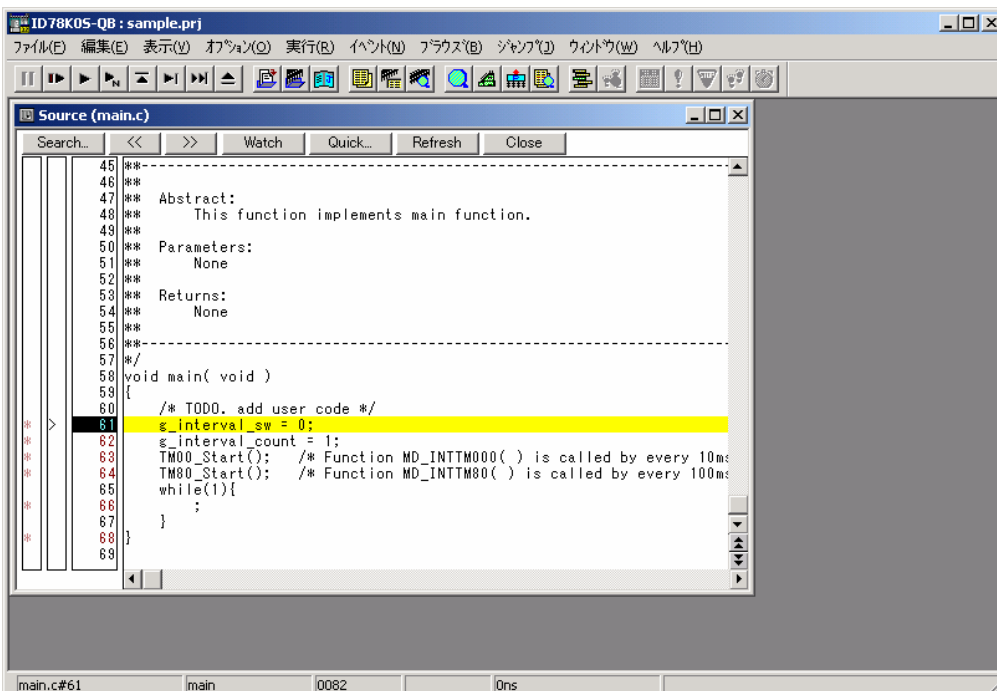 ID78K0S-QB : sample.prj
ファイル(F) 編集(E) 表示(V) オプション(O) 実行(R) イベント(N) ブラウズ(B) ジャンプ(J) ウィンドウ(W) ヘルプ(H)
Source (main.c)
Search... << >> Watch Quick... Refresh Close
45 **------------------------------------------------------------------
46 **
47 ** Abstract:
48 ** This function implements main function.
49 **
50 ** Parameters:
51 ** None
52 **
53 ** Returns:
54 ** None
55 **
56 **------------------------------------------------------------------
57 */
58 void main( void )
59 {
60 /* TODO. add user code */
* > 61 g_interval_sw = 0;
* 62 g_interval_count = 1;
* 63 TM00_Start(); /* Function MD_INTTM000( ) is called by every 10ms
* 64 TM80_Start(); /* Function MD_INTTM80( ) is called by every 100ms
65 while(1){
* 66 ;
67 }
* 68 }
69
main.c#61 main 0082 0ns